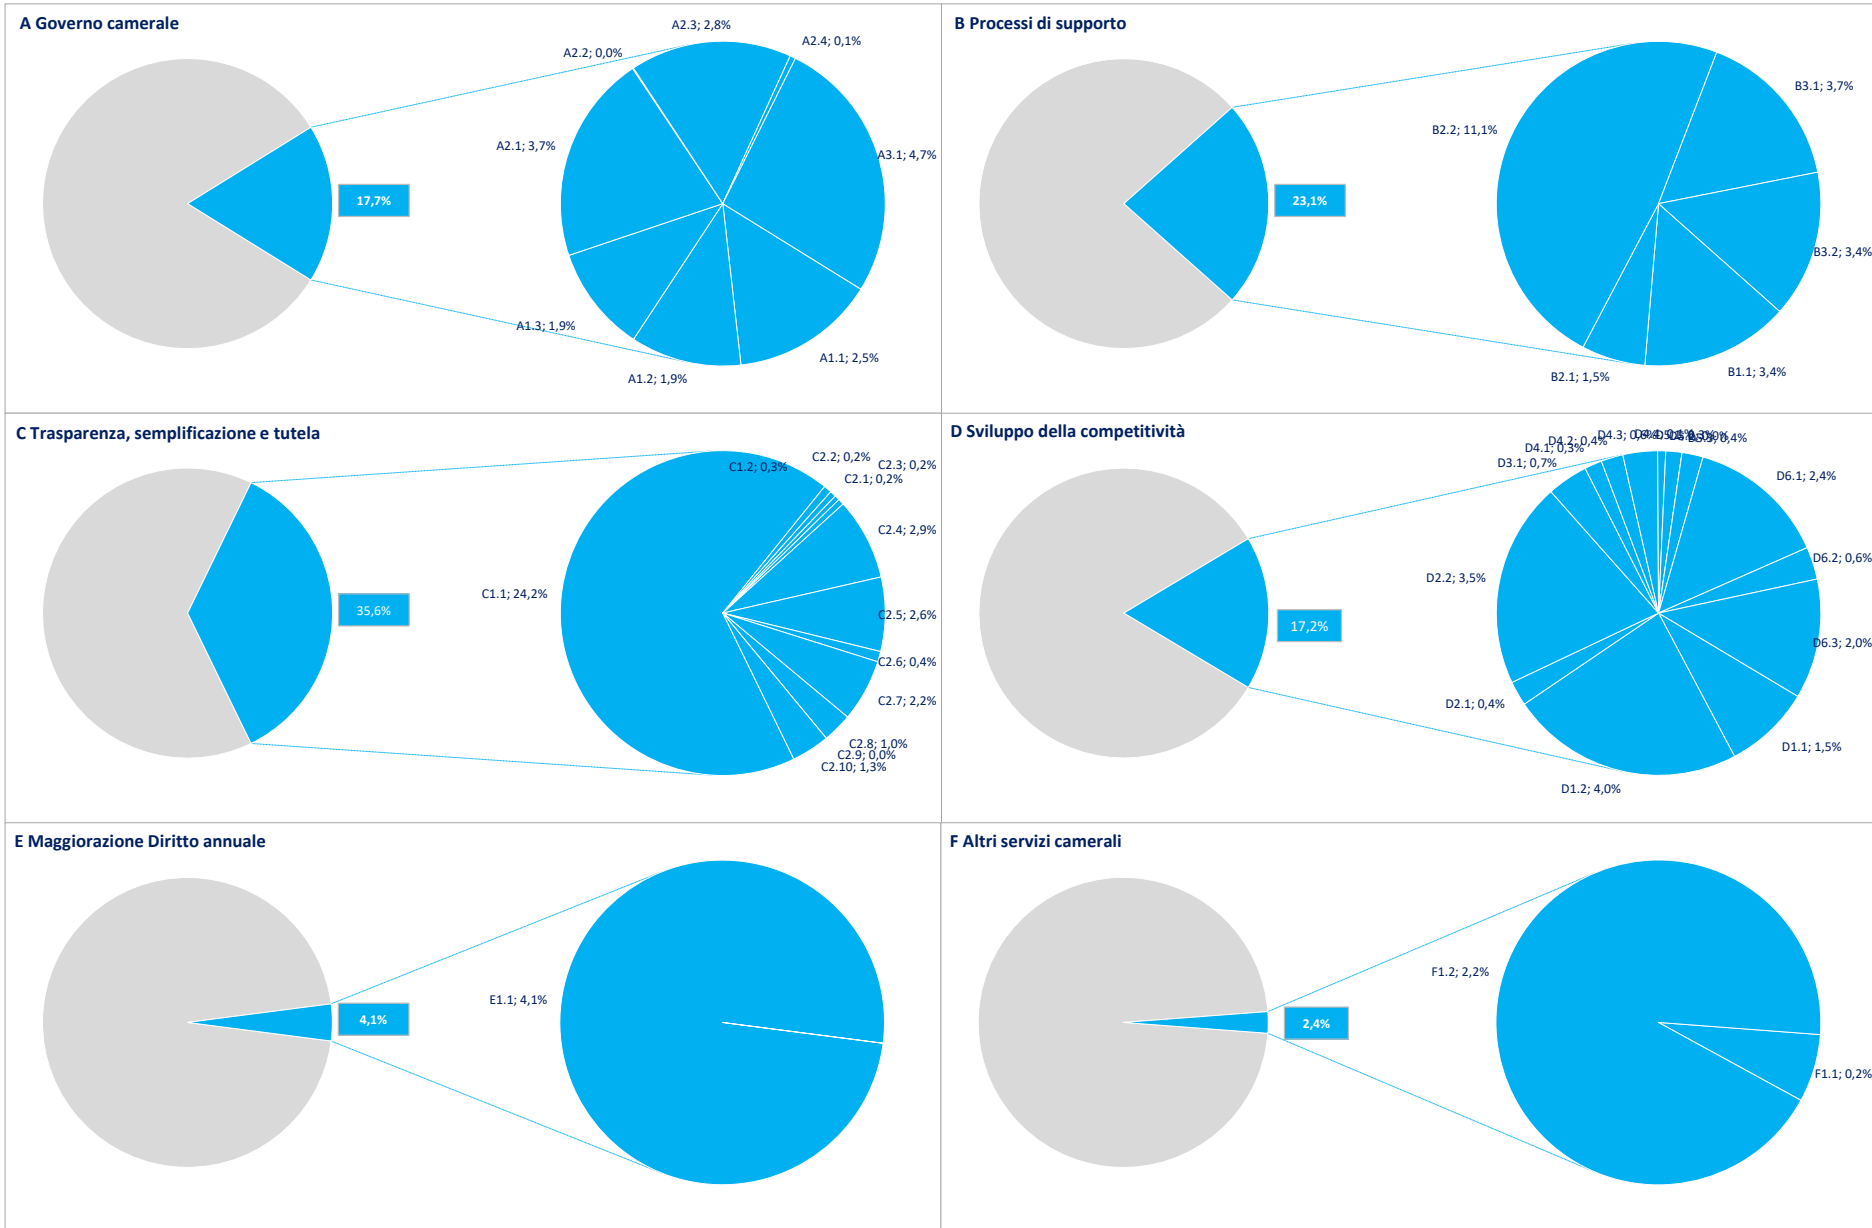 A Governo camerale
A2.3; 2,8%
A2.4; 0,1%
A2.2; 0,0%
A2.1; 3,7%
A3.1; 4,7%
17,7%
A1.3; 1,9%
A1.1; 2,5%
A1.2; 1,9%
B Processi di supporto
B3.1; 3,7%
B2.2; 11,1%
23,1%
B3.2; 3,4%
B2.1; 1,5%
B1.1; 3,4%
C Trasparenza, semplificazione e tutela
C1.2; 0,3%
C2.2; 0,2%
C2.3; 0,2%
C2.1; 0,2%
C2.4; 2,9%
C1.1; 24,2%
35,6%
C2.5; 2,6%
C2.6; 0,4%
C2.7; 2,2%
C2.8; 1,0%
C2.9; 0,0%
C2.10; 1,3%
D Sviluppo della competitività
D4.3; 0,6%
D4.2; 0,4%
D4.1; 0,3%
D3.1; 0,7%
D6.1; 2,4%
D6.2; 0,6%
D2.2; 3,5%
17,2%
D6.3; 2,0%
D2.1; 0,4%
D1.1; 1,5%
D1.2; 4,0%
E Maggiorazione Diritto annuale
E1.1; 4,1%
4,1%
F Altri servizi camerali
F1.2; 2,2%
2,4%
F1.1; 0,2%